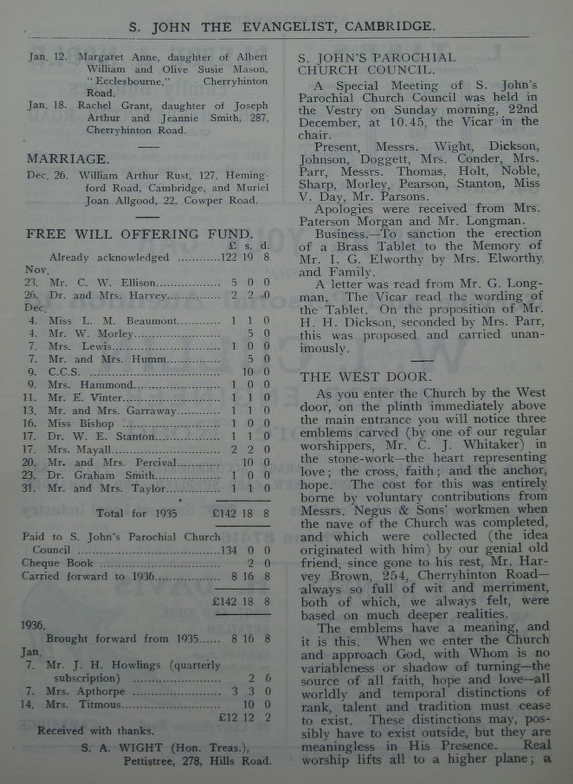 S. JOHN THE EVANGELIST, CAMBRIDGE.
Jan. 12. Margaret Anne, daughter of Albert
William and Olive Susie Mason,
"Ecclesbourne," Cherryhinton
Road.
Jan. 18. Rachel Grant, daughter of Joseph
Arthur and Jeannie Smith, 287,
Cherryhinton Road.
MARRIAGE.
Dec. 26. William Arthur Rust, 127, Heming-
ford Road, Cambridge, and Muriel
Joan Allgood, 22, Cowper Road.
FREE WILL OFFERING FUND.
£ s. d.
Already acknowledged ............122 19 8
Nov.
23. Mr. C. W. Ellison............... 5 0 0
26. Dr. and Mrs. Harvey............ 2 2 0
Dec.
4. Miss L. M. Beaumont............ 1 1 0
4. Mr. W. Morley..................... 5 0
7. Mrs. Lewis........................... 1 0 0
7. Mr. and Mrs. Humm............ 5 0
9. C.C.S. .............................. 10 0
9. Mrs. Hammond.................. 1 0 0
11. Mr. E. Vinter..................... 1 1 0
13. Mr. and Mrs. Garraway......... 1 1 0
16. Miss Bishop ..................... 1 0 0
17. Dr. W. E. Stanton............... 1 1 0
17. Mrs. Mayall........................ 2 2 0
20. Mr. and Mrs. Percival............ 10 0
23. Dr. Graham Smith............... 1 0 0
31. Mr. and Mrs. Taylor............ 1 1 0
Total for 1935 £142 18 8
Paid to S. John's Parochial Church
Council ..............................134 0 0
Cheque Book ........................ 2 0
Carried forward to 1936............ 8 16 8
£142 18 8
1936.
Brought forward from 1935...... 8 16 8
Jan.
7. Mr. J. H. Howlings (quarterly
subscription) .................. 2 6
7. Mrs. Apthorpe .................. 3 3 0
14. Mrs. Titmous..................... 10 0
£12 12 2
Received with thanks.
S. A. WIGHT (Hon. Treas.),
Pettistree, 278, Hills Road.
S. JOHN'S PAROCHIAL
CHURCH COUNCIL.
A Special Meeting of S. John's
Parochial Church Council was held in
the Vestry on Sunday morning, 22nd
December, at 10.45, the Vicar in the
chair.
Present, Messrs. Wight, Dickson,
Johnson, Doggett, Mrs. Conder, Mrs.
Parr, Messrs. Thomas, Holt, Noble,
Sharp, Morley, Pearson, Stanton, Miss
V. Day, Mr. Parsons.
Apologies were received from Mrs.
Paterson Morgan and Mr. Longman.
Business.—To sanction the erection
of a Brass Tablet to the Memory of
Mr. I. G. Elworthy by Mrs. Elworthy
and Family.
A letter was read from Mr. G. Long-
man. The Vicar read the wording of
the Tablet. On the proposition of Mr.
H. H. Dickson, seconded by Mrs. Parr,
this was proposed and carried unan-
imously.
THE WEST DOOR.
As you enter the Church by the West
door, on the plinth immediately above
the main entrance you will notice three
emblems carved (by one of our regular
worshippers, Mr. C. J. Whitaker) in
the stone-work—the heart representing
love; the cross, faith; and the anchor,
hope. The cost for this was entirely
borne by voluntary contributions from
Messrs. Negus & Sons' workmen when
the nave of the Church was completed,
and which were collected (the idea
originated with him) by our genial old
friend, since gone to his rest, Mr. Har-
vey Brown, 254, Cherryhinton Road—
always so full of wit and merriment,
both of which, we always felt, were
based on much deeper realities.
The emblems have a meaning, and
it is this. When we enter the Church
and approach God, with Whom is no
variableness or shadow of turning—the
source of all faith, hope and love—all
worldly and temporal distinctions of
rank, talent and tradition must cease
to exist. These distinctions may, pos-
sibly have to exist outside, but they are
meaningless in His Presence. Real
worship lifts all to a higher plane; a